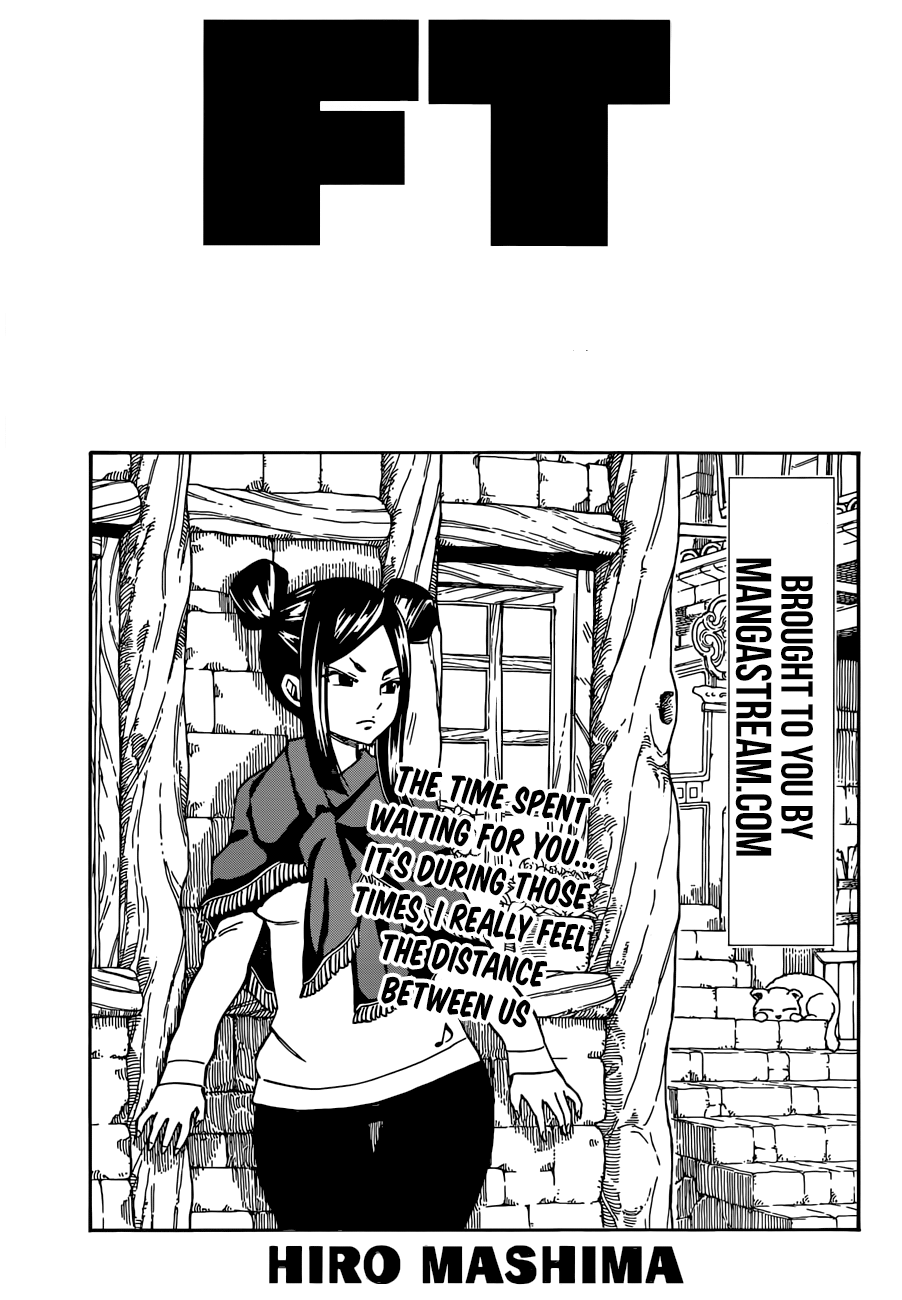 FT
BROUGHT TO YOU BY
MANGASTREAM.COM
THE TIME SPENT
WAITING FOR YOU...
IT'S DURING THOSE
TIMES, I REALLY FEEL
THE DISTANCE
BETWEEN US
HIRO MASHIMA